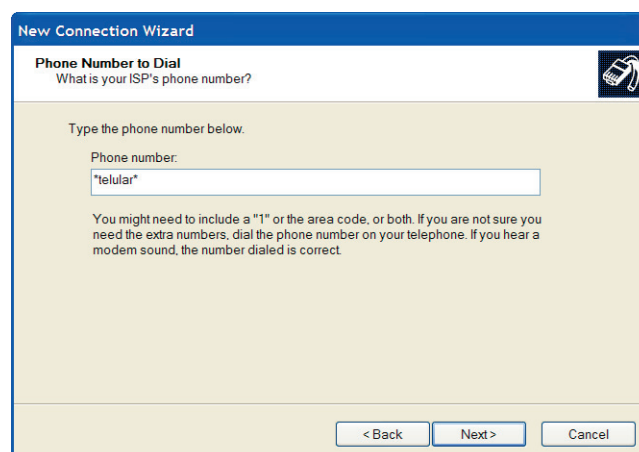 New Connection Wizard
Phone Number to Dial
What is your ISP's phone number?
Type the phone number below.
Phone number:
*telular*
You might need to include a "1" or the area code, or both. If you are not sure you
need the extra numbers, dial the phone number on your telephone. If you hear a
modem sound, the number dialed is correct.
< Back Next > Cancel